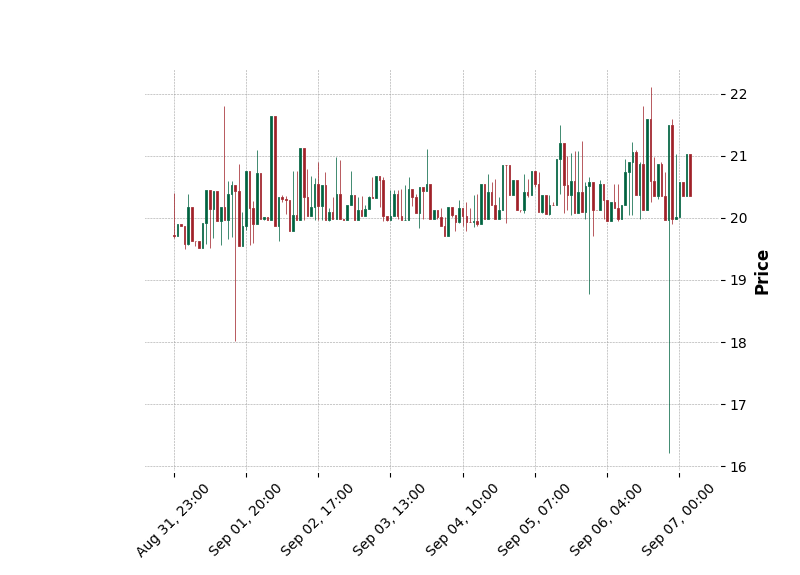 22
21
20
19
18
17
16
Price
Aug 31, 23:00
Sep 01, 20:00
Sep 02, 17:00
Sep 03, 13:00
Sep 04, 10:00
Sep 05, 07:00
Sep 06, 04:00
Sep 07, 00:00